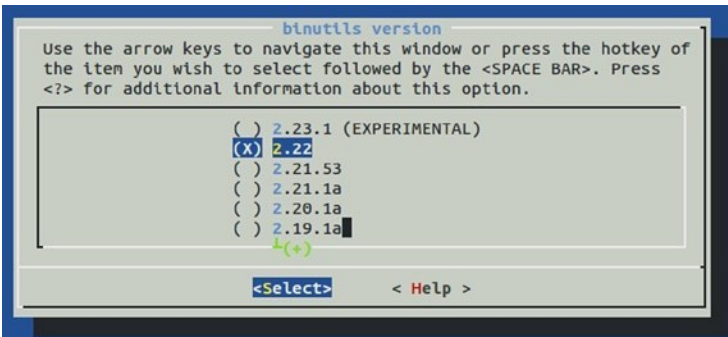 binutils version
Use the arrow keys to navigate this window or press the hotkey of
the item you wish to select followed by the <SPACE BAR>. Press
<?> for additional information about this option.
( ) 2.23.1 (EXPERIMENTAL)
(X) 2.22
( ) 2.21.53
( ) 2.21.1a
( ) 2.20.1a
( ) 2.19.1a
┴(+)
<Select> < Help >